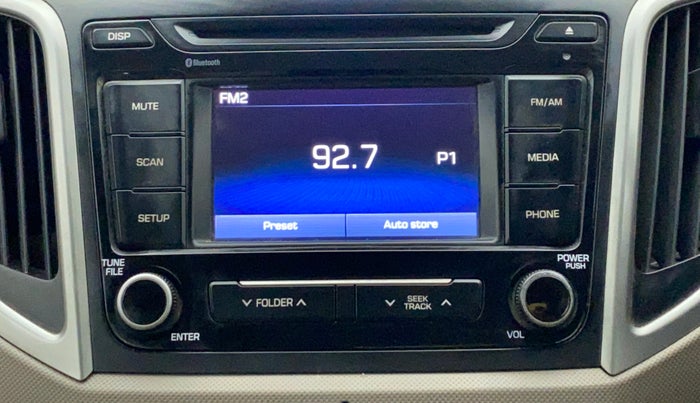 DISP
Bluetooth
MUTE
SCAN
SETUP
FM2
92.7 P1
Preset Auto store
FM/AM
MEDIA
PHONE
TUNE
FILE
ENTER
FOLDER
SEEK
TRACK
POWER
PUSH
VOL